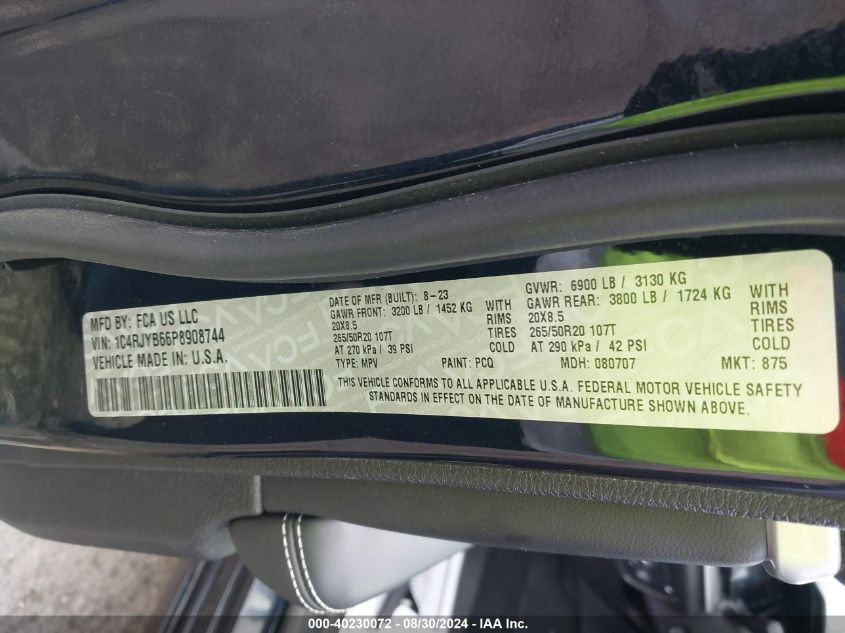 MFD BY: FCA US LLC
VIN: 1C4RJYB66P8908744
VEHICLE MADE IN: U.S.A.
DATE OF MFR (BUILT): 8-23
GAWR FRONT: 3200 LB / 1452 KG WITH
20X8.5 RIMS
265/50R20 107T TIRES
AT 270 kPa / 39 PSI COLD
TYPE: MPV PAINT: PCQ
GVWR: 6900 LB / 3130 KG
GAWR REAR: 3800 LB / 1724 KG WITH
20X8.5 RIMS
265/50R20 107T TIRES
AT 290 kPa / 42 PSI COLD
MDH: 080707 MKT: 875
THIS VEHICLE CONFORMS TO ALL APPLICABLE U.S.A. FEDERAL MOTOR VEHICLE SAFETY
STANDARDS IN EFFECT ON THE DATE OF MANUFACTURE SHOWN ABOVE.
000-40230072 - 08/30/2024 - IAA Inc.